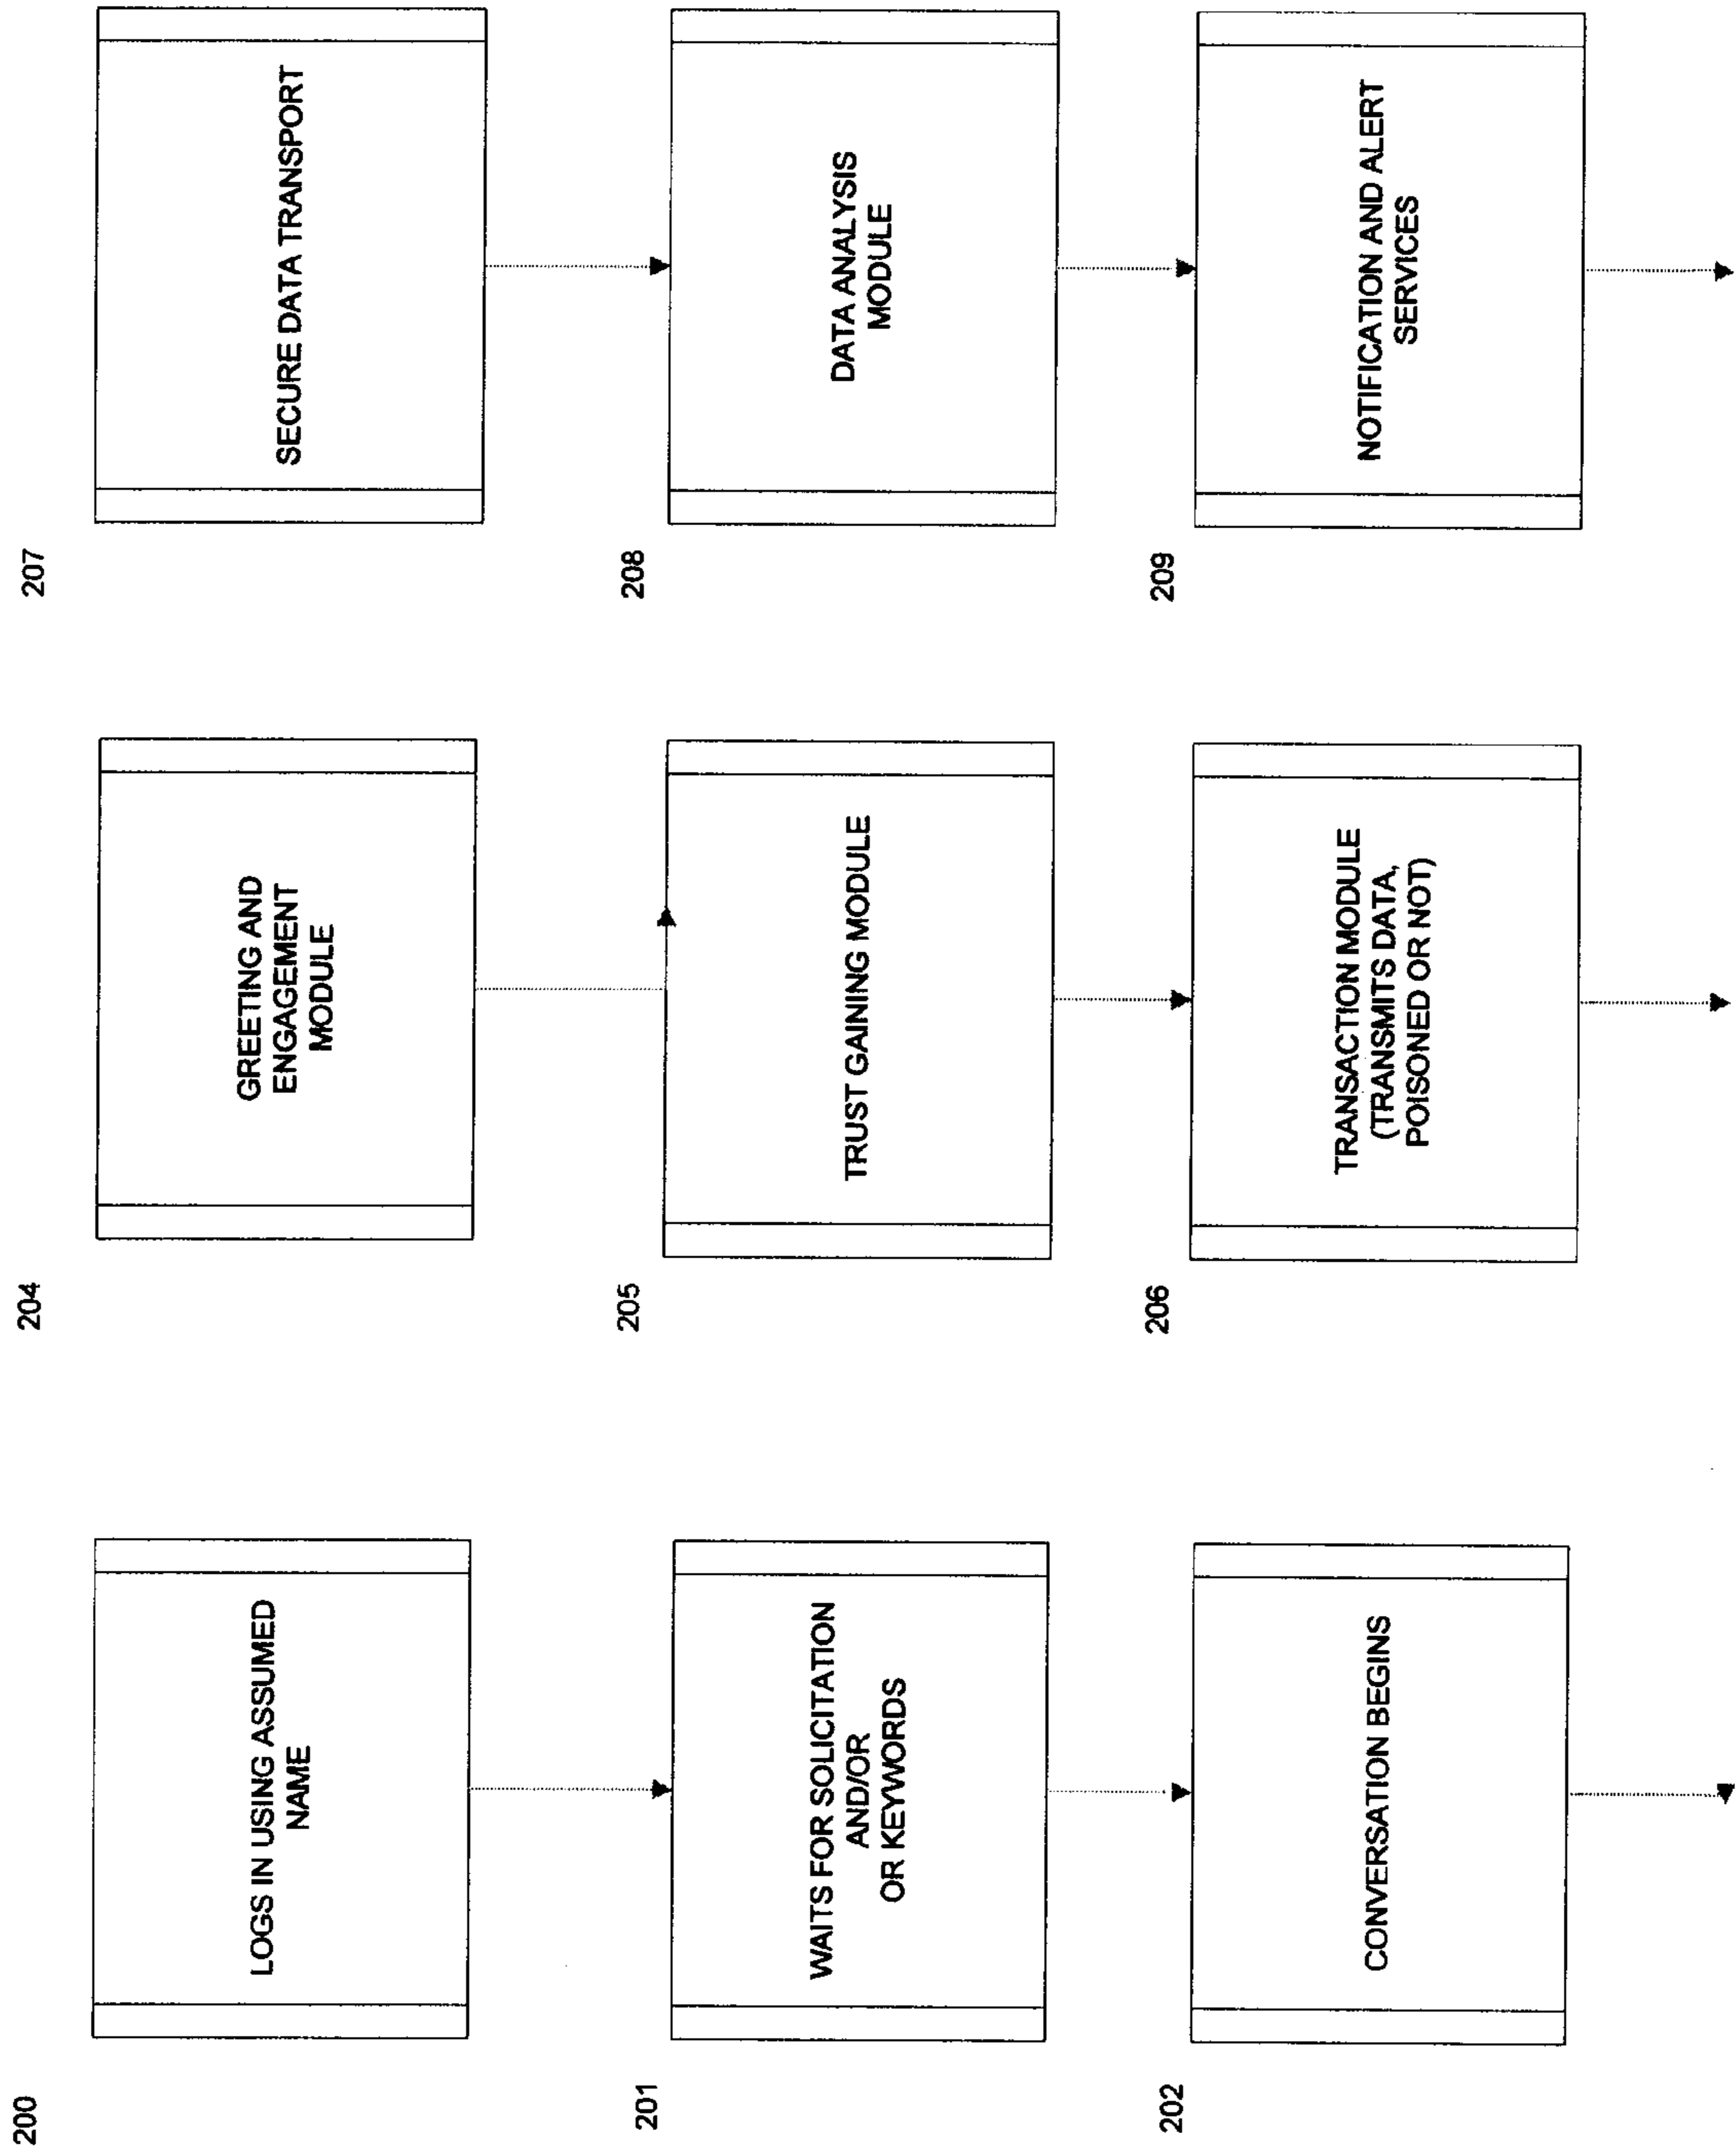 200
LOGS IN USING ASSUMED
NAME
201
WAITS FOR SOLICITATION
AND/OR
OR KEYWORDS
202
CONVERSATION BEGINS
204
GREETING AND
ENGAGEMENT
MODULE
205
TRUST GAINING MODULE
206
TRANSACTION MODULE
(TRANSMITS DATA,
POISONED OR NOT)
207
SECURE DATA TRANSPORT
208
DATA ANALYSIS
MODULE
209
NOTIFICATION AND ALERT
SERVICES